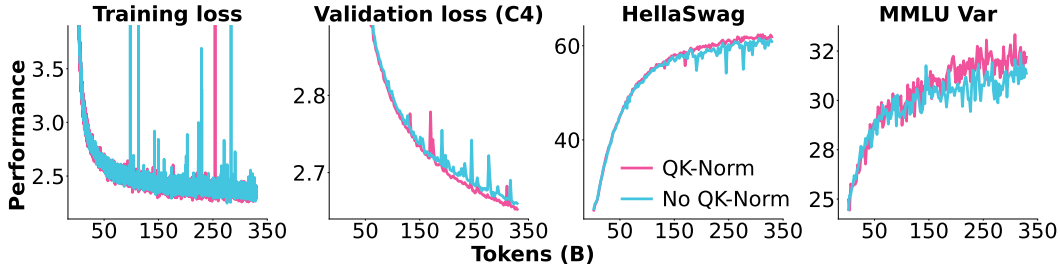 Training loss
Validation loss (C4)
HellaSwag
MMLU Var
Performance
3.5
3.0
2.5
50 150 250 350
2.8
2.7
50 150 250 350
60
40
50 150 250 350
QK-Norm
No QK-Norm
32
30
28
25
50 150 250 350
Tokens (B)